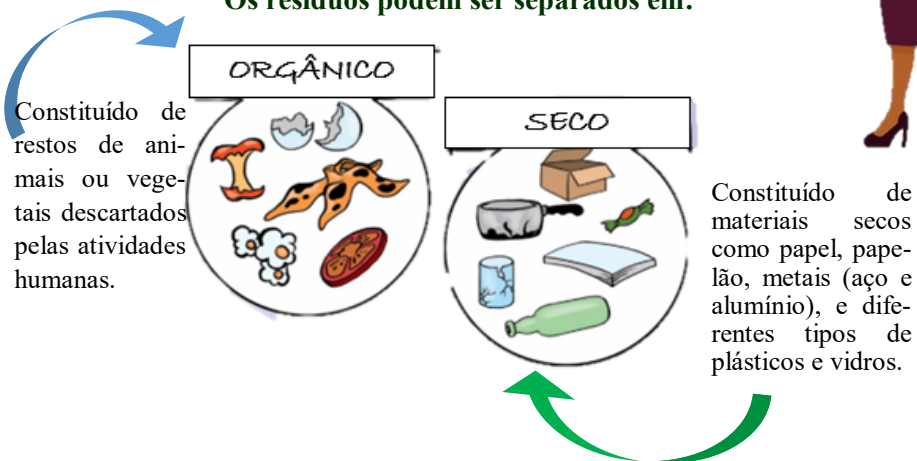 Os resíduos podem ser separados em:
ORGÂNICO
Constituído de
restos de ani-
mais ou vege-
tais descartados
pelas atividades
humanas.
SECO
Constituído de
materiais secos
como papel, pape-
lão, metais (aço e
alumínio), e dife-
rentes tipos de
plásticos e vidros.